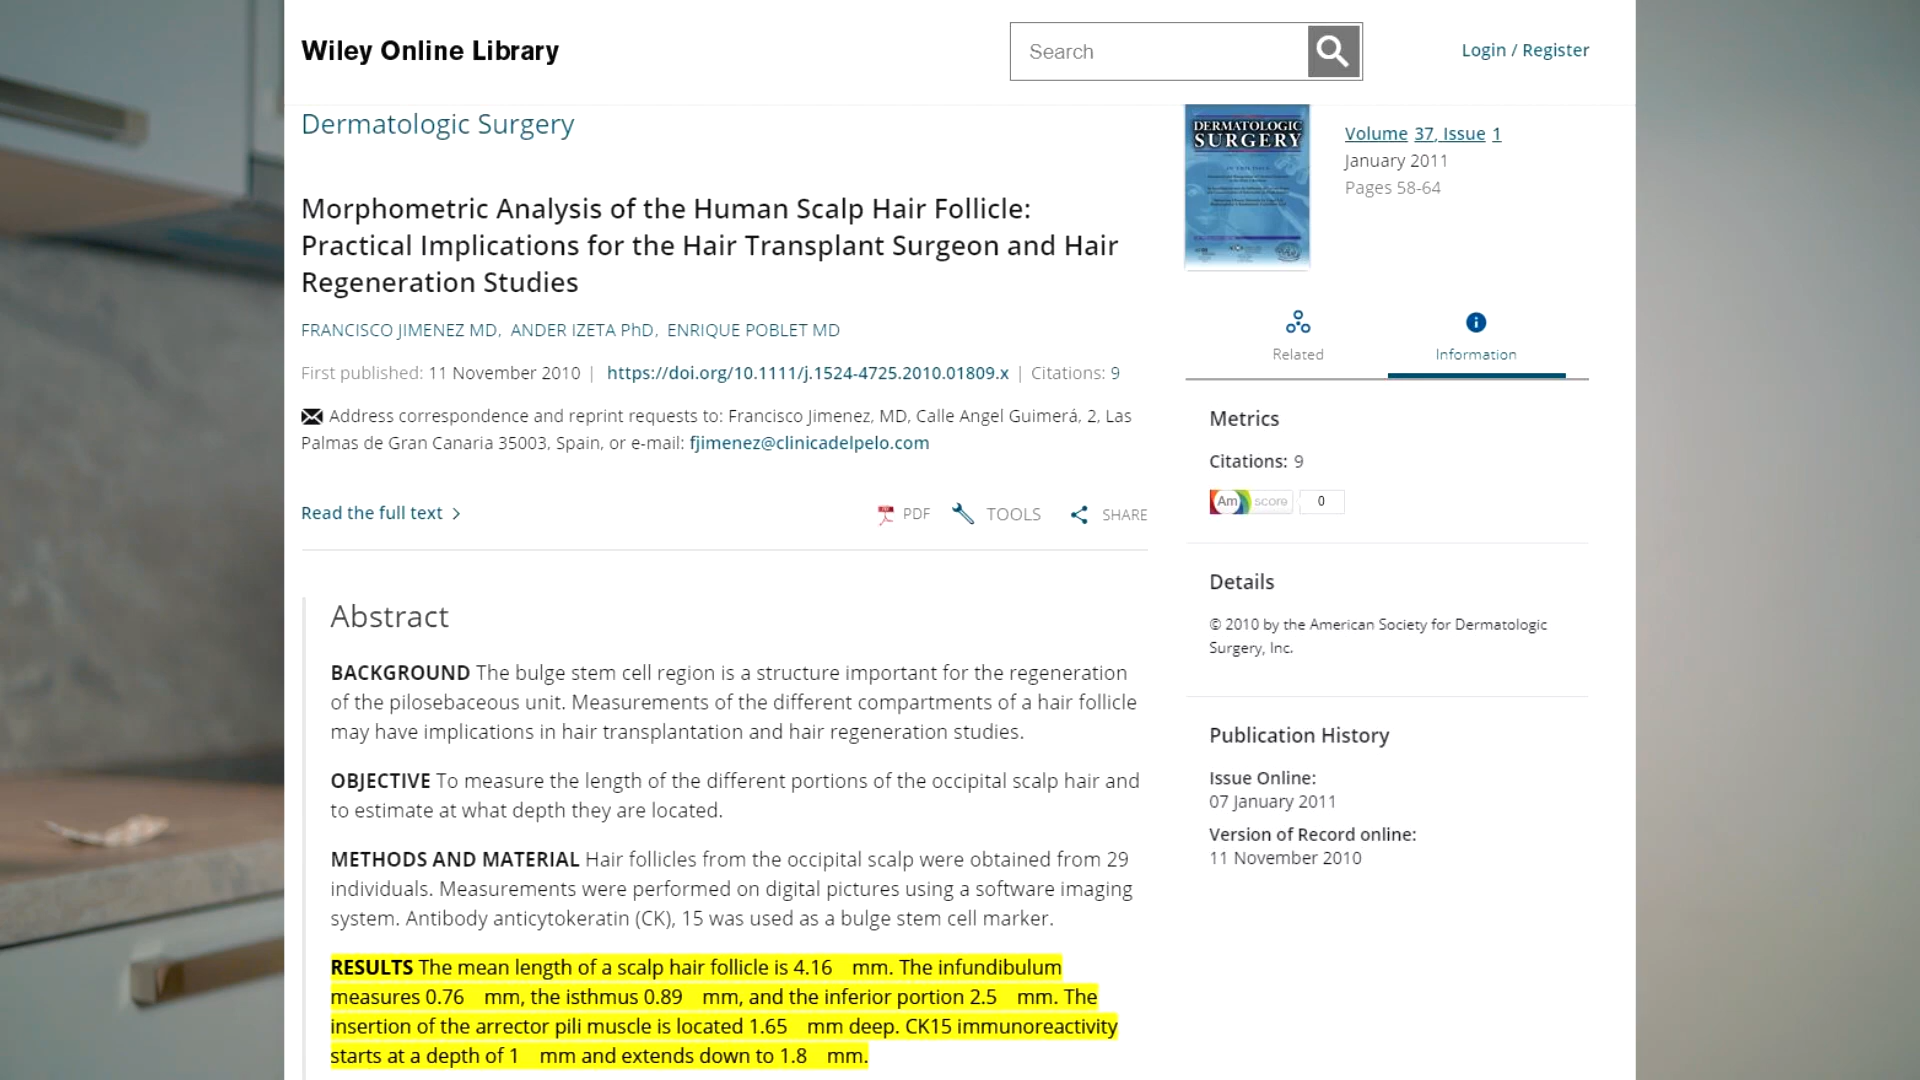 Wiley Online Library
Search
Login / Register
Dermatologic Surgery
Morphometric Analysis of the Human Scalp Hair Follicle:
Practical Implications for the Hair Transplant Surgeon and Hair
Regeneration Studies
FRANCISCO JIMENEZ MD, ANDER IZETA PhD, ENRIQUE POBLET MD
First published: 11 November 2010 | https://doi.org/10.1111/j.1524-4725.2010.01809.x | Citations: 9
Address correspondence and reprint requests to: Francisco Jimenez, MD, Calle Angel Guimerá, 2, Las
Palmas de Gran Canaria 35003, Spain, or e-mail: fjimenez@clinicadelpelo.com
Read the full text >
PDF TOOLS SHARE
Abstract
BACKGROUND The bulge stem cell region is a structure important for the regeneration
of the pilosebaceous unit. Measurements of the different compartments of a hair follicle
may have implications in hair transplantation and hair regeneration studies.
OBJECTIVE To measure the length of the different portions of the occipital scalp hair and
to estimate at what depth they are located.
METHODS AND MATERIAL Hair follicles from the occipital scalp were obtained from 29
individuals. Measurements were performed on digital pictures using a software imaging
system. Antibody anticytokeratin (CK), 15 was used as a bulge stem cell marker.
RESULTS The mean length of a scalp hair follicle is 4.16 mm. The infundibulum
measures 0.76 mm, the isthmus 0.89 mm, and the inferior portion 2.5 mm. The
insertion of the arrector pili muscle is located 1.65 mm deep. CK15 immunoreactivity
starts at a depth of 1 mm and extends down to 1.8 mm.
DERMATOLOGIC
SURGERY
Volume 37, Issue 1
January 2011
Pages 58-64
Related
Information
Metrics
Citations: 9
Am score 0
Details
© 2010 by the American Society for Dermatologic
Surgery, Inc.
Publication History
Issue Online:
07 January 2011
Version of Record online:
11 November 2010